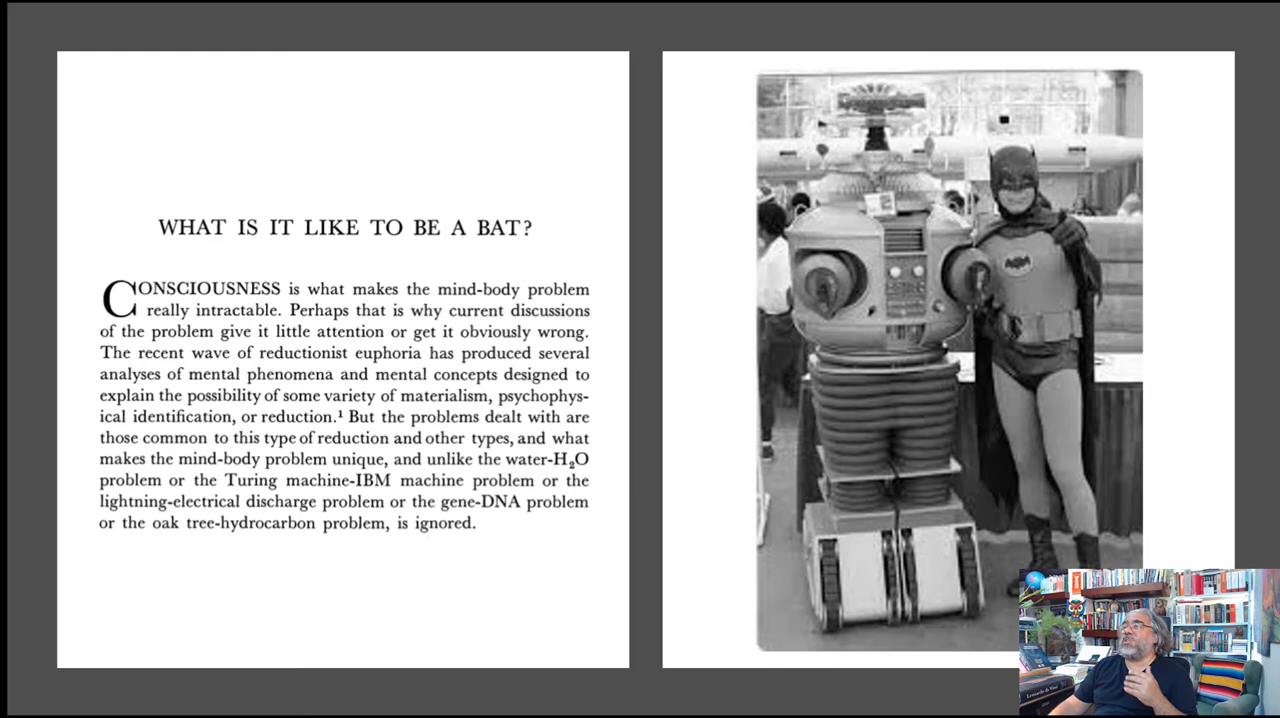 WHAT IS IT LIKE TO BE A BAT?
CONSCIOUSNESS is what makes the mind-body problem
really intractable. Perhaps that is why current discussions
of the problem give it little attention or get it obviously wrong.
The recent wave of reductionist euphoria has produced several
analyses of mental phenomena and mental concepts designed to
explain the possibility of some variety of materialism, psychophys-
ical identification, or reduction.¹ But the problems dealt with are
those common to this type of reduction and other types, and what
makes the mind-body problem unique, and unlike the water-H₂O
problem or the Turing machine-IBM machine problem or the
lightning-electrical discharge problem or the gene-DNA problem
or the oak tree-hydrocarbon problem, is ignored.
Leonardo da Vinci